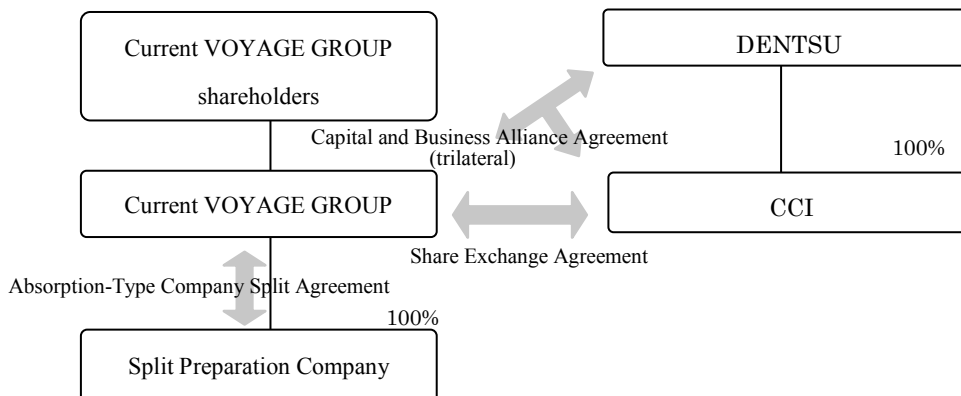 Current VOYAGE GROUP
shareholders
DENTSU
Capital and Business Alliance Agreement
(trilateral)
100%
Current VOYAGE GROUP
CCI
Share Exchange Agreement
Absorption-Type Company Split Agreement
100%
Split Preparation Company